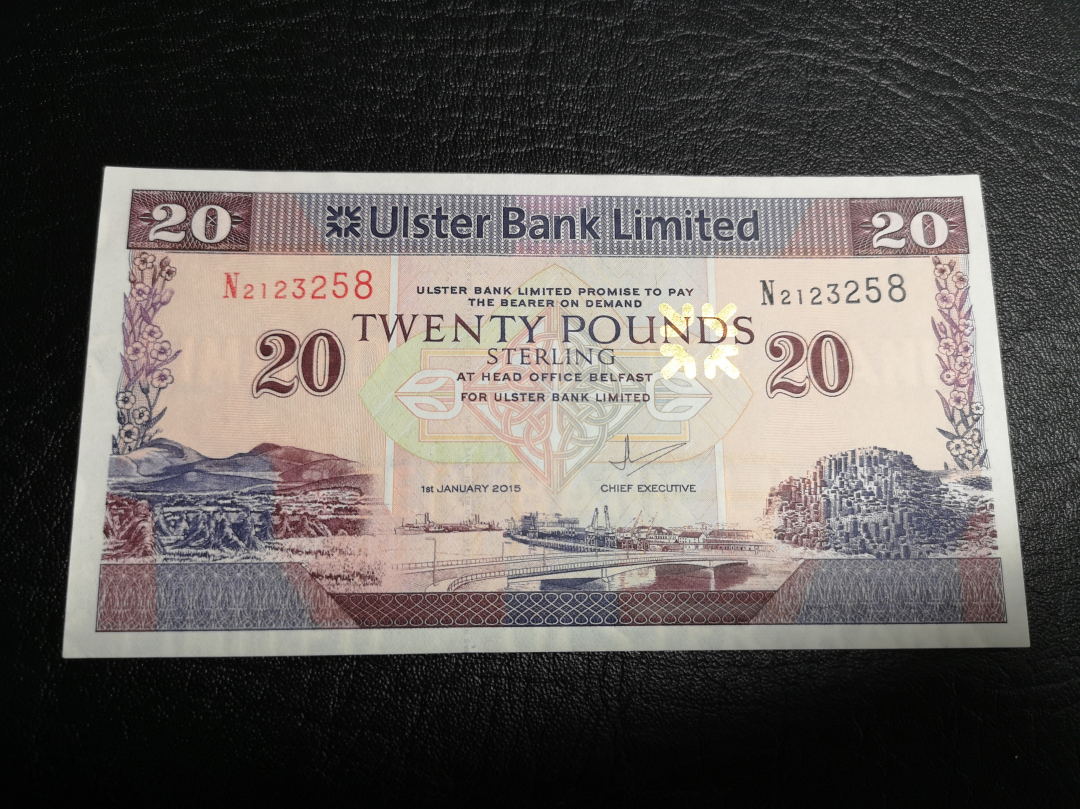 20 Ulster Bank Limited 20
N2123258 N2123258
ULSTER BANK LIMITED PROMISE TO PAY
THE BEARER ON DEMAND
20 TWENTY POUNDS 20
STERLING
AT HEAD OFFICE BELFAST
FOR ULSTER BANK LIMITED
1st JANUARY 2015 CHIEF EXECUTIVE